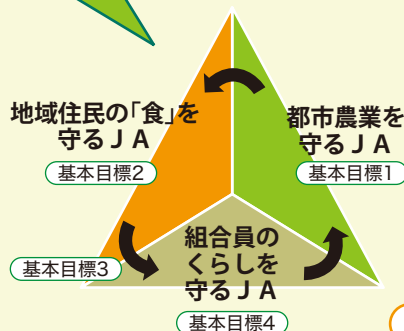 地域住民の「食」を
守るＪＡ
基本目標2
都市農業を
守るＪＡ
基本目標1
組合員の
くらしを
守るＪＡ
基本目標3
基本目標4